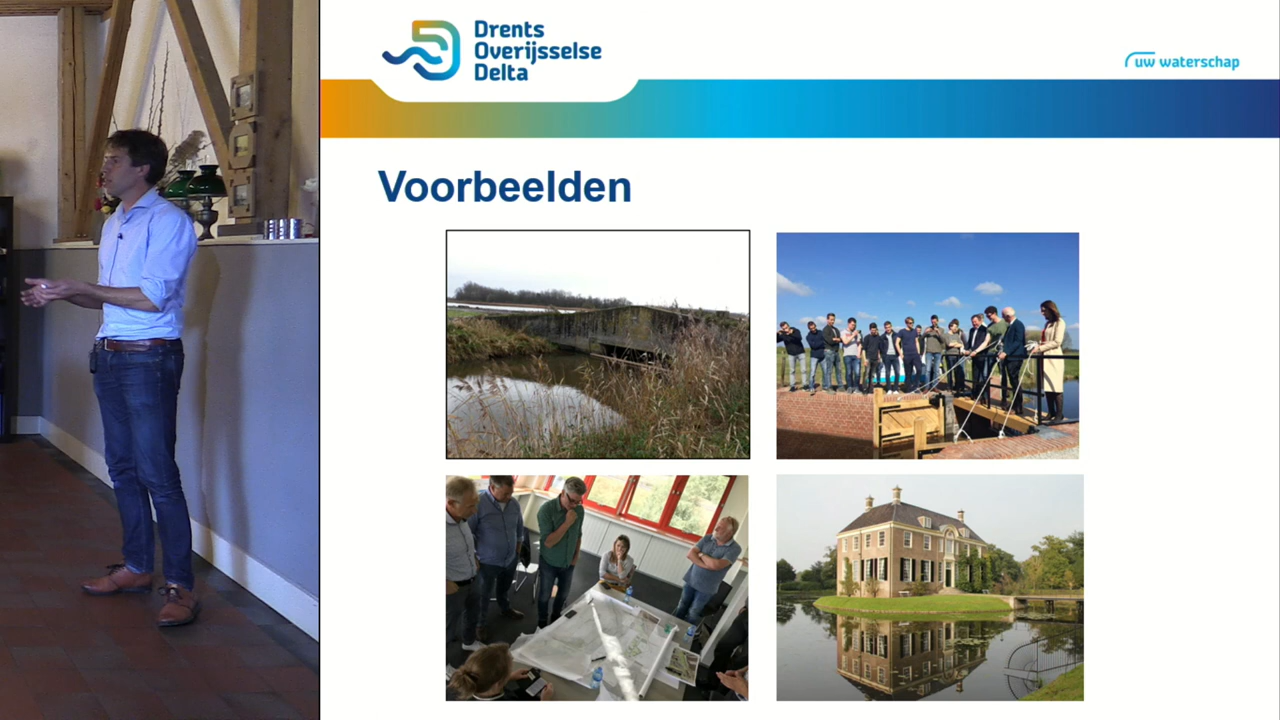 Drents
Overijsselse
Delta
uw waterschap
Voorbeelden